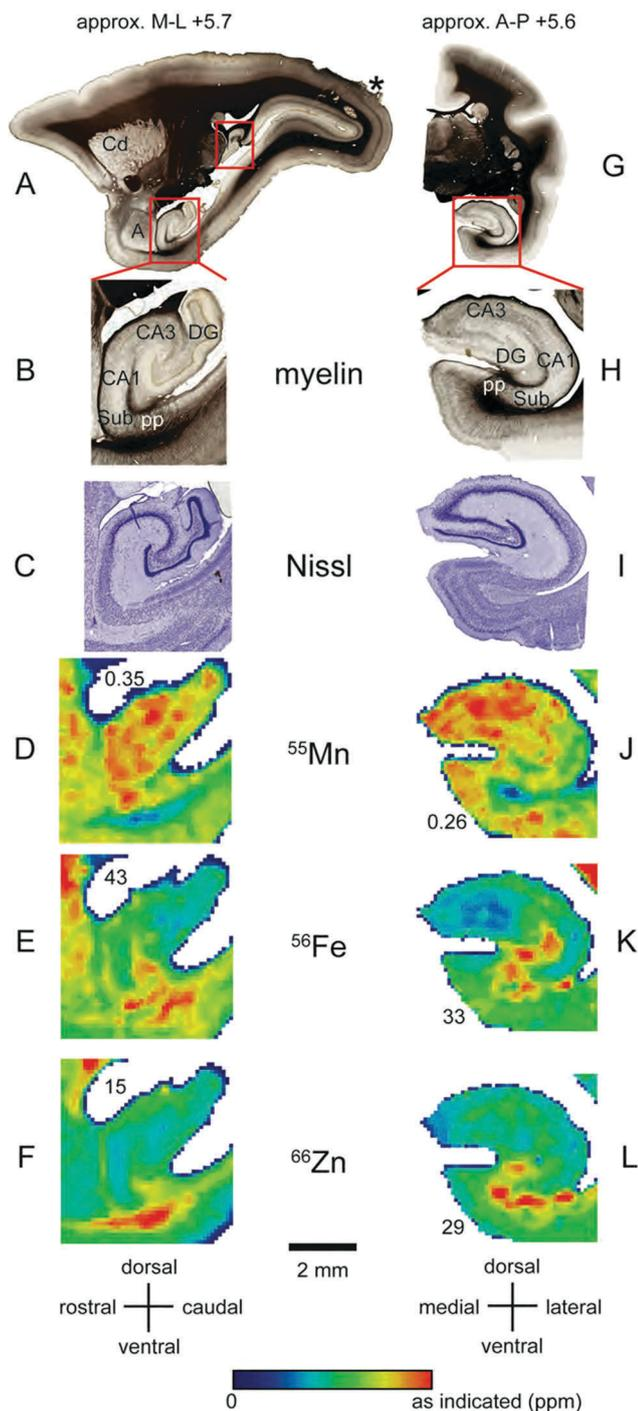 approx. M-L +5.7
approx. A-P +5.6
*
Cd
A
A
G
B
CA3
DG
CA1
Sub
pp
myelin
CA3
DG
CA1
pp
Sub
H
C
Nissl
I
D
0.35
⁵⁵Mn
0.26
J
E
43
⁵⁶Fe
33
K
F
15
⁶⁶Zn
29
L
2 mm
dorsal
rostral
caudal
ventral
dorsal
medial
lateral
ventral
0
as indicated (ppm)